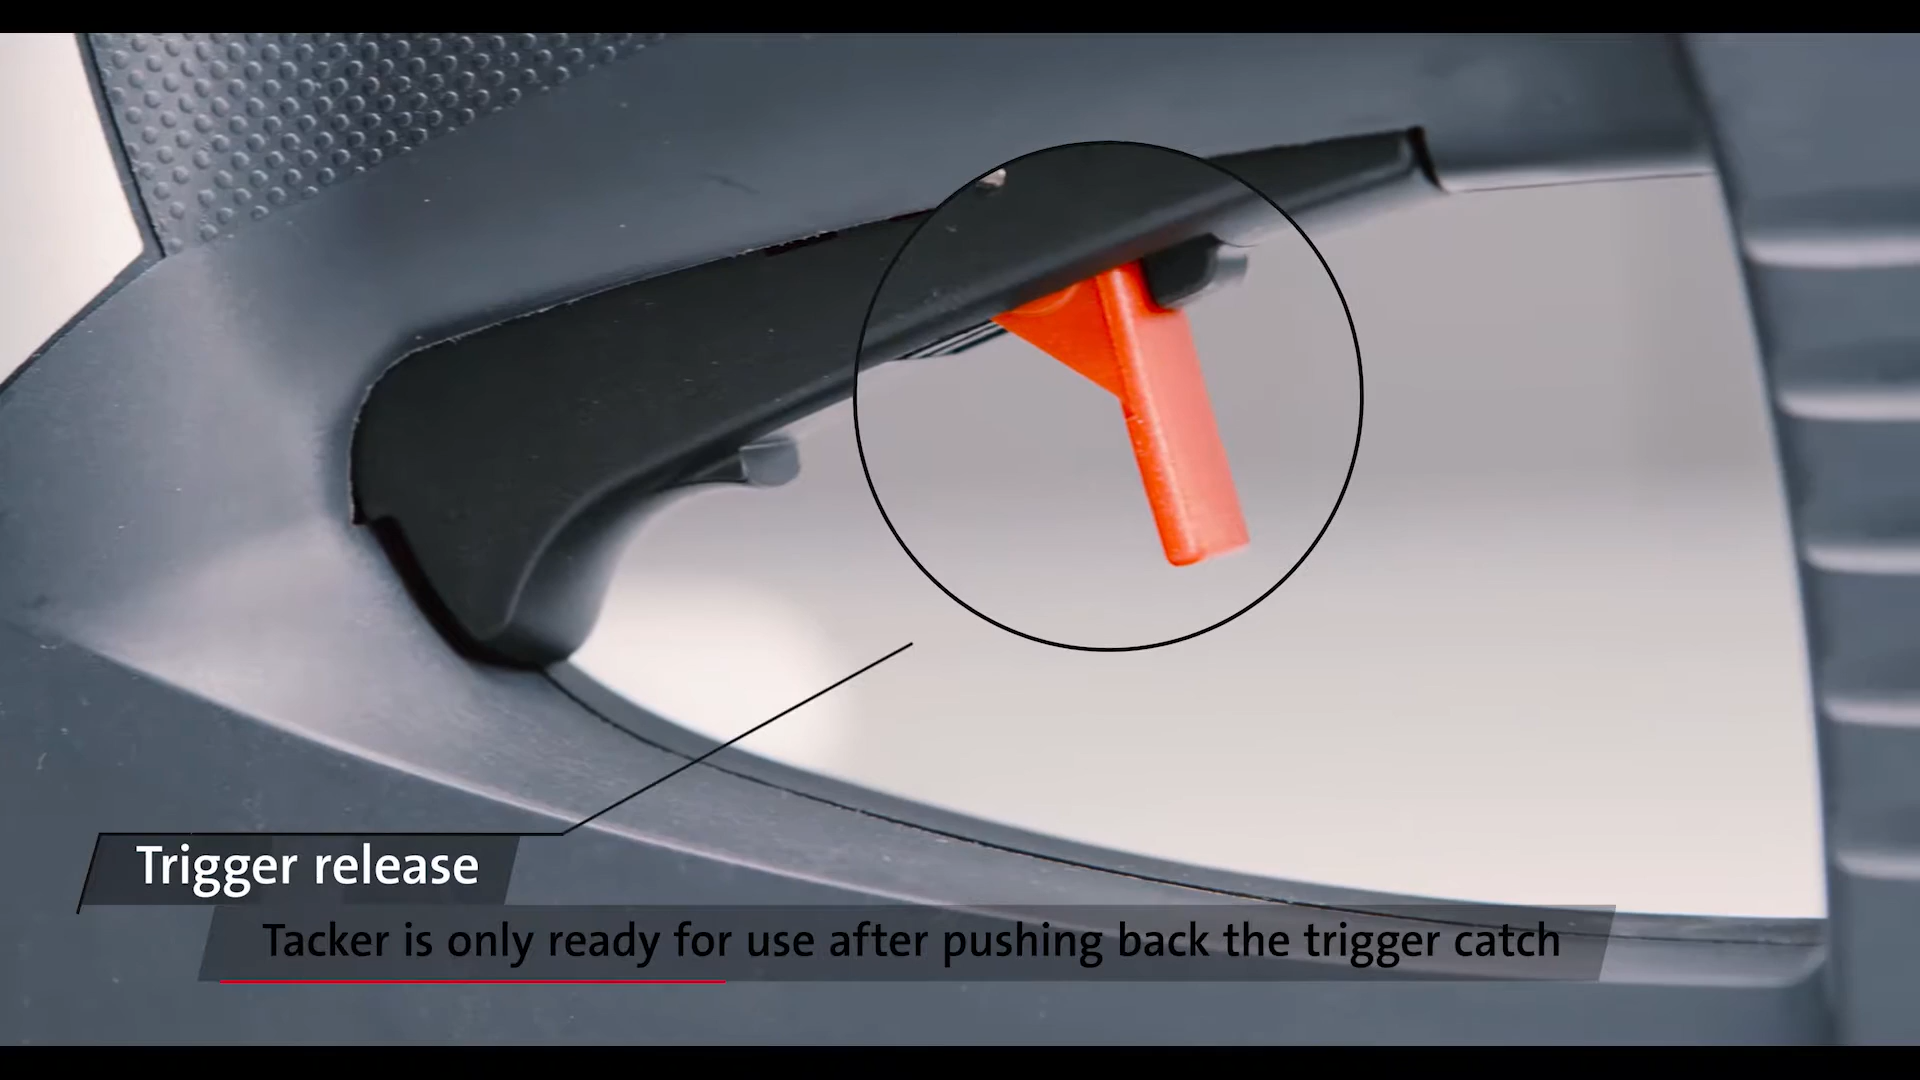 Trigger release
Tacker is only ready for use after pushing back the trigger catch